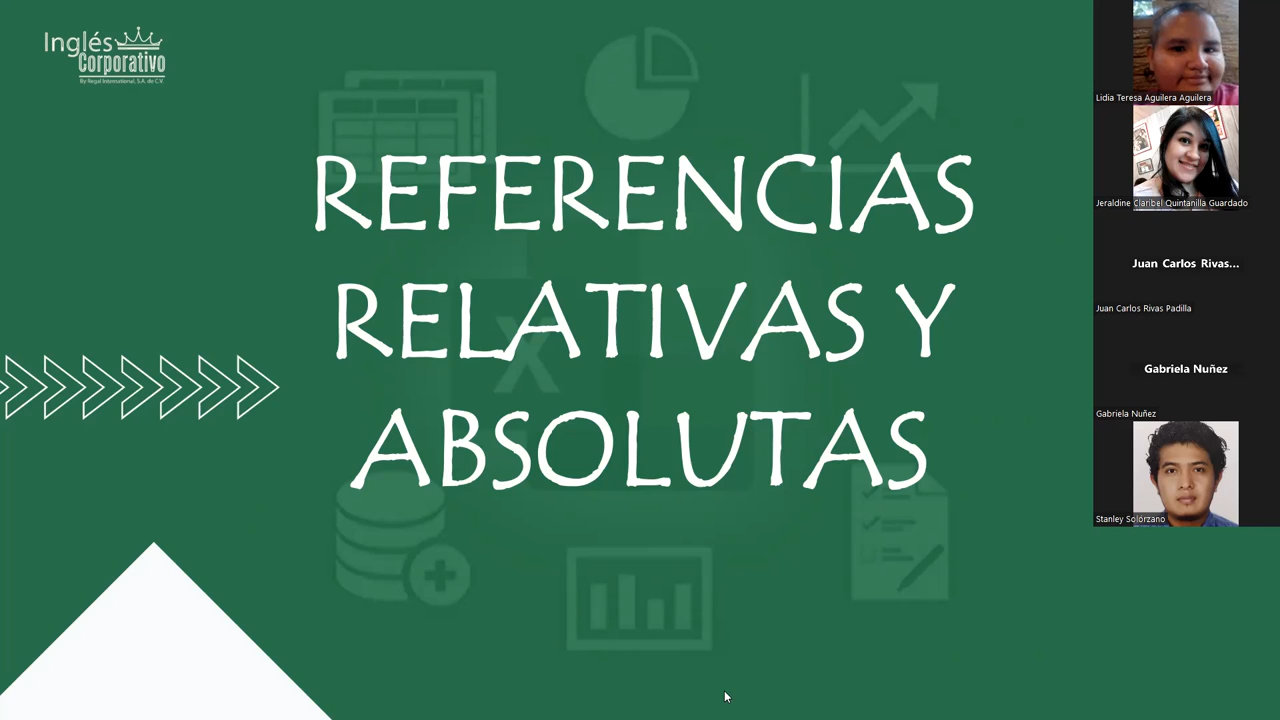 Inglés
Corporativo
By Regal International, S.A. de C.V.
REFERENCIAS
RELATIVAS Y
ABSOLUTAS
X
Lidia Teresa Aguilera Aguilera
Jeraldine Claribel Quintanilla Guardado
Juan Carlos Rivas...
Juan Carlos Rivas Padilla
Gabriela Nuñez
Gabriela Nuñez
Stanley Solórzano